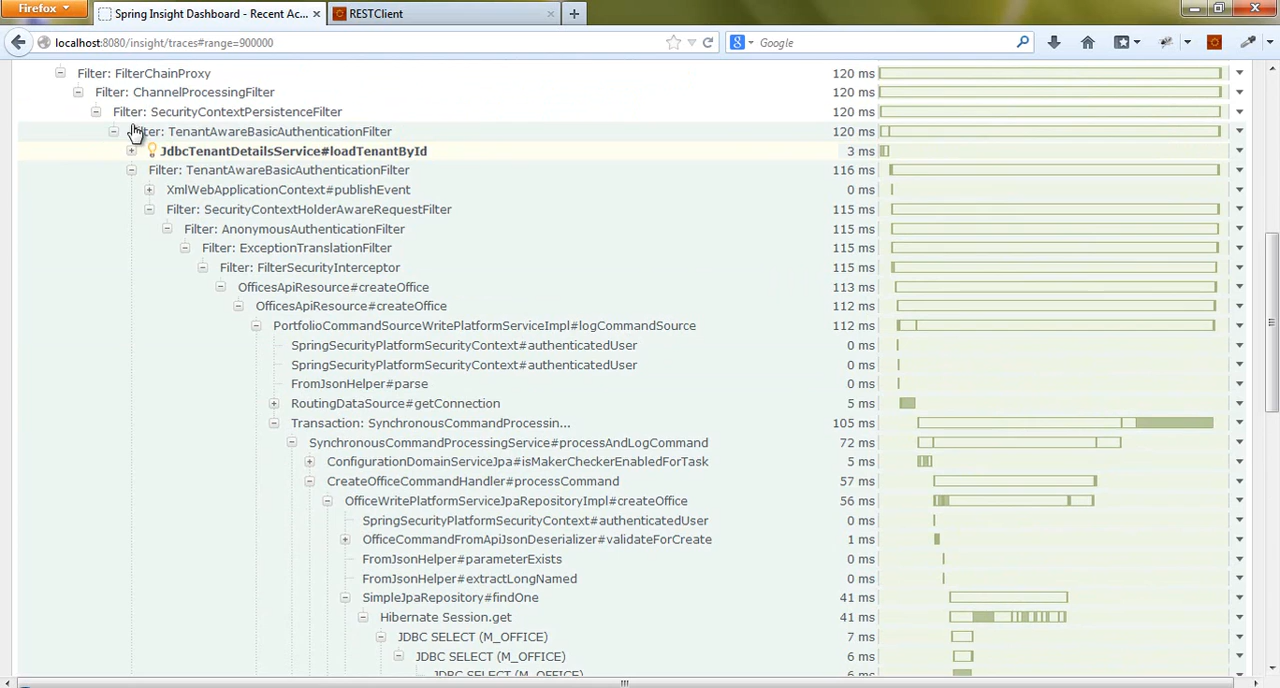 Firefox
Spring Insight Dashboard - Recent Ac... ×
RESTClient ×
localhost:8080/insight/traces#range=900000
Google
Filter: FilterChainProxy 120 ms
Filter: ChannelProcessingFilter 120 ms
Filter: SecurityContextPersistenceFilter 120 ms
ter: TenantAwareBasicAuthenticationFilter 120 ms
JdbcTenantDetailsService#loadTenantById 3 ms
Filter: TenantAwareBasicAuthenticationFilter 116 ms
XmlWebApplicationContext#publishEvent 0 ms
Filter: SecurityContextHolderAwareRequestFilter 115 ms
Filter: AnonymousAuthenticationFilter 115 ms
Filter: ExceptionTranslationFilter 115 ms
Filter: FilterSecurityInterceptor 115 ms
OfficesApiResource#createOffice 113 ms
OfficesApiResource#createOffice 112 ms
PortfolioCommandSourceWritePlatformServiceImpl#logCommandSource 112 ms
SpringSecurityPlatformSecurityContext#authenticatedUser 0 ms
SpringSecurityPlatformSecurityContext#authenticatedUser 0 ms
FromJsonHelper#parse 0 ms
RoutingDataSource#getConnection 5 ms
Transaction: SynchronousCommandProcessin... 105 ms
SynchronousCommandProcessingService#processAndLogCommand 72 ms
ConfigurationDomainServiceJpa#isMakerCheckerEnabledForTask 5 ms
CreateOfficeCommandHandler#processCommand 57 ms
OfficeWritePlatformServiceJpaRepositoryImpl#createOffice 56 ms
SpringSecurityPlatformSecurityContext#authenticatedUser 0 ms
OfficeCommandFromApiJsonDeserializer#validateForCreate 1 ms
FromJsonHelper#parameterExists 0 ms
FromJsonHelper#extractLongNamed 0 ms
SimpleJpaRepository#findOne 41 ms
Hibernate Session.get 41 ms
JDBC SELECT (M_OFFICE) 7 ms
JDBC SELECT (M_OFFICE) 6 ms
JDBC SELECT (M_OFFICE) 6 ms